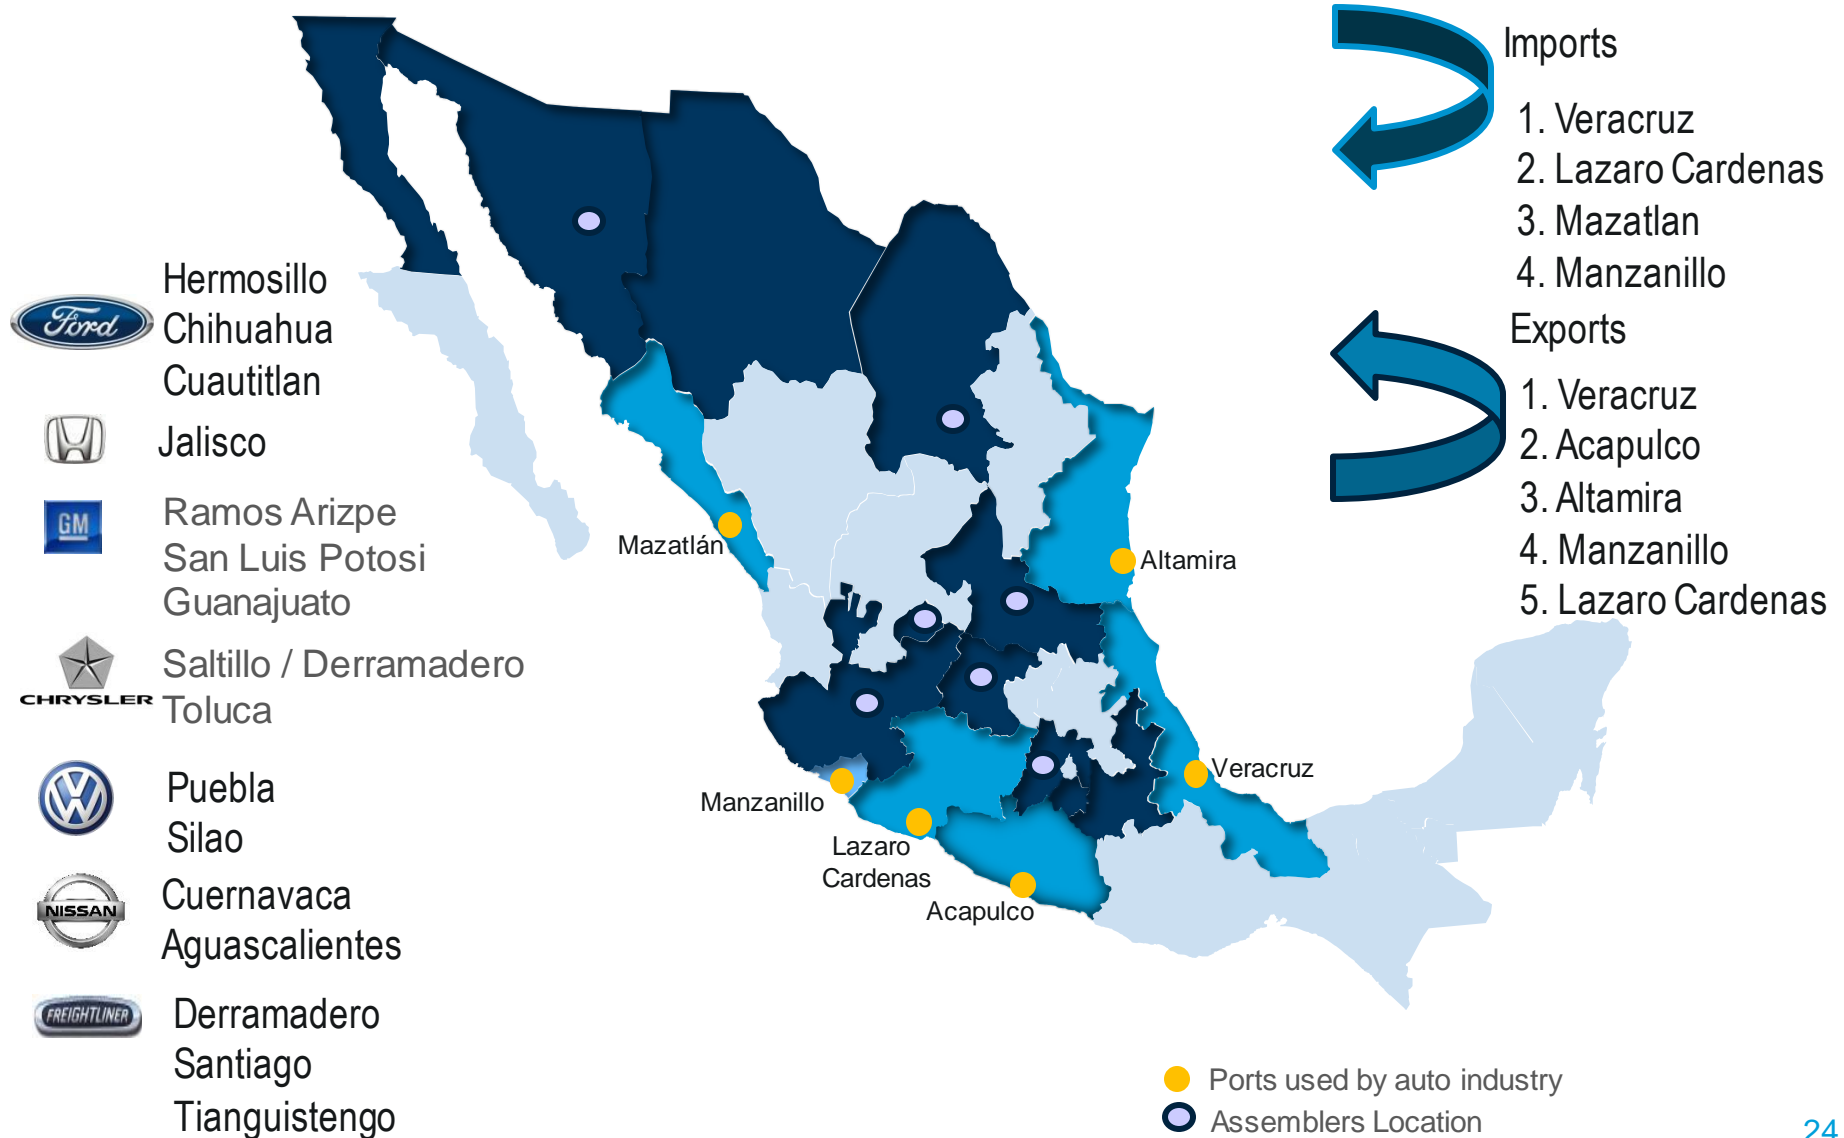 Imports
1. Veracruz
2. Lazaro Cardenas
3. Mazatlan
4. Manzanillo
Exports
1. Veracruz
2. Acapulco
3. Altamira
4. Manzanillo
5. Lazaro Cardenas
Ford
Hermosillo
Chihuahua
Cuautitlan
Jalisco
GM
Ramos Arizpe
San Luis Potosi
Guanajuato
CHRYSLER
Saltillo / Derramadero
Toluca
Puebla
Silao
NISSAN
Cuernavaca
Aguascalientes
FREIGHTLINER
Derramadero
Santiago
Tianguistengo
Mazatlán
Altamira
Manzanillo
Veracruz
Lazaro
Cardenas
Acapulco
Ports used by auto industry
Assemblers Location
24